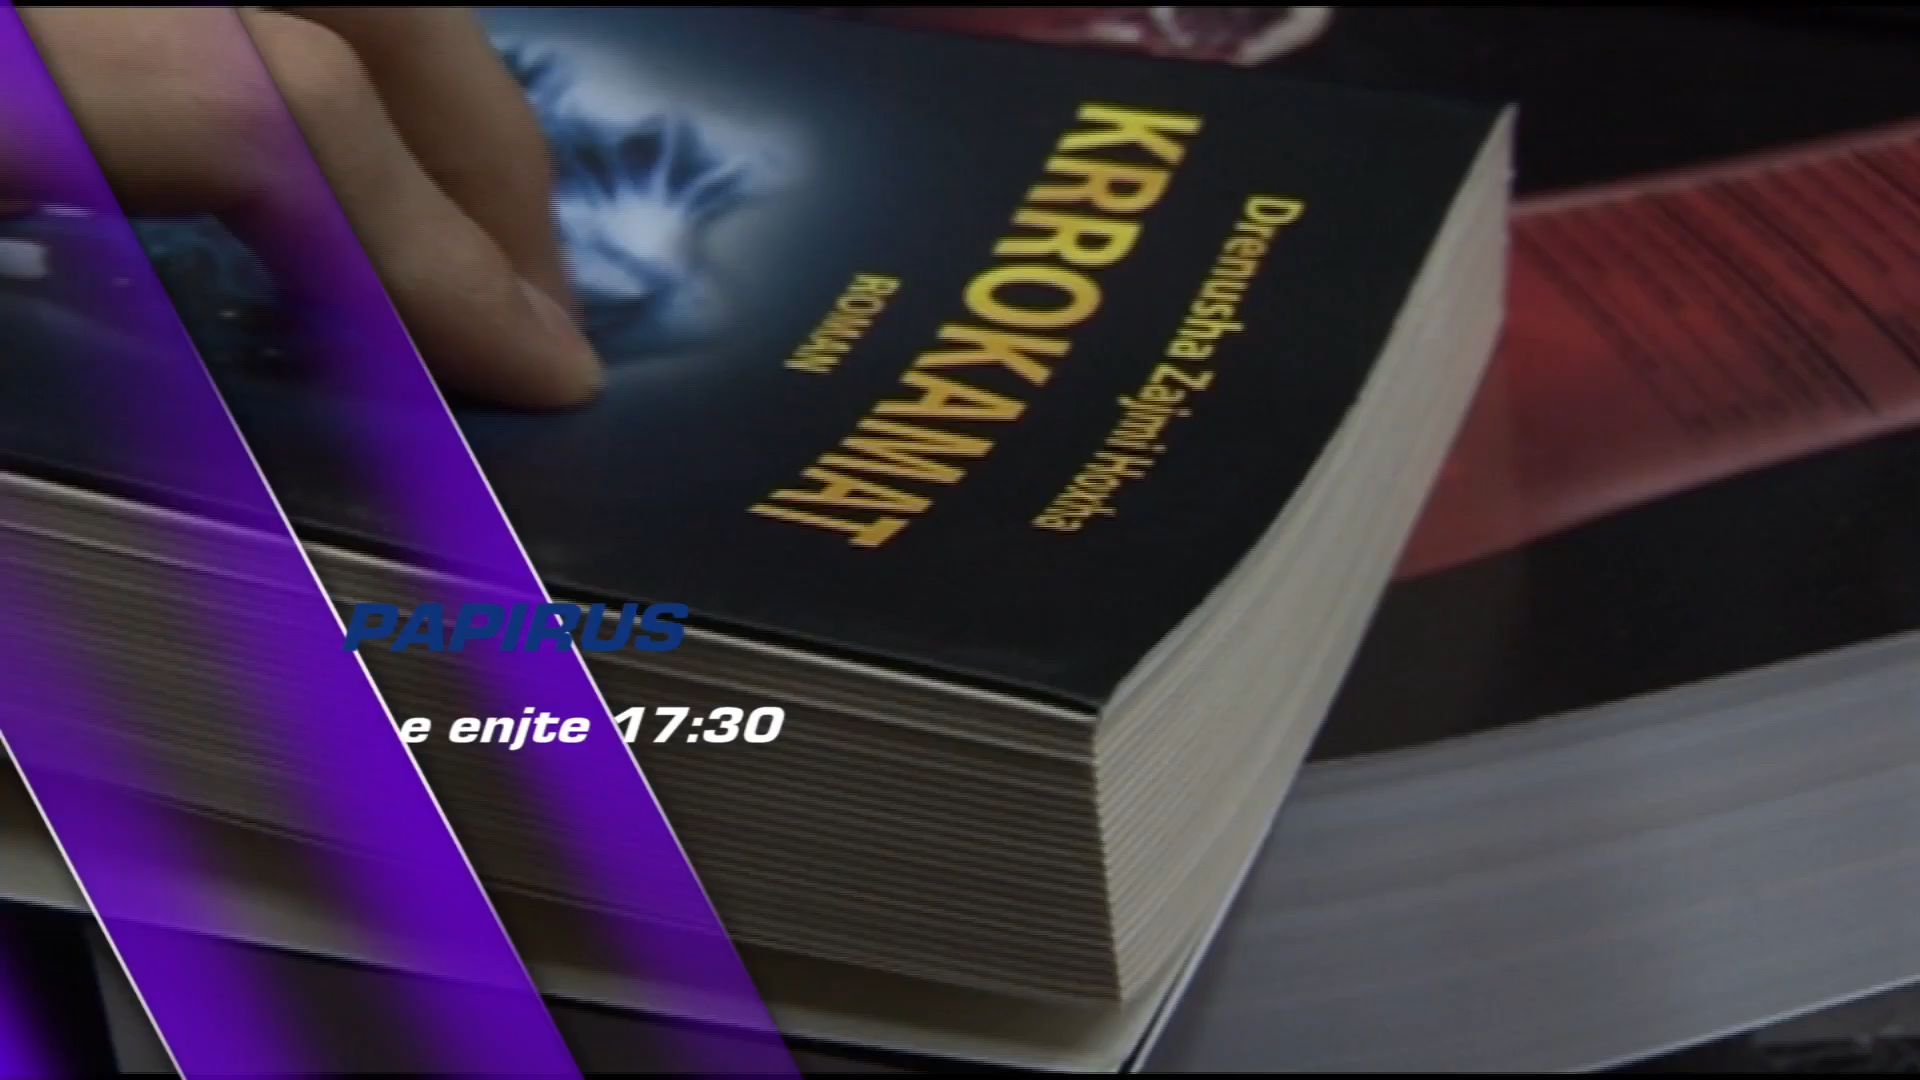 Drenusha Zajmi Hoxha
KRROKAMAT
ROMAN
PAPIRUS
e enjte 17:30